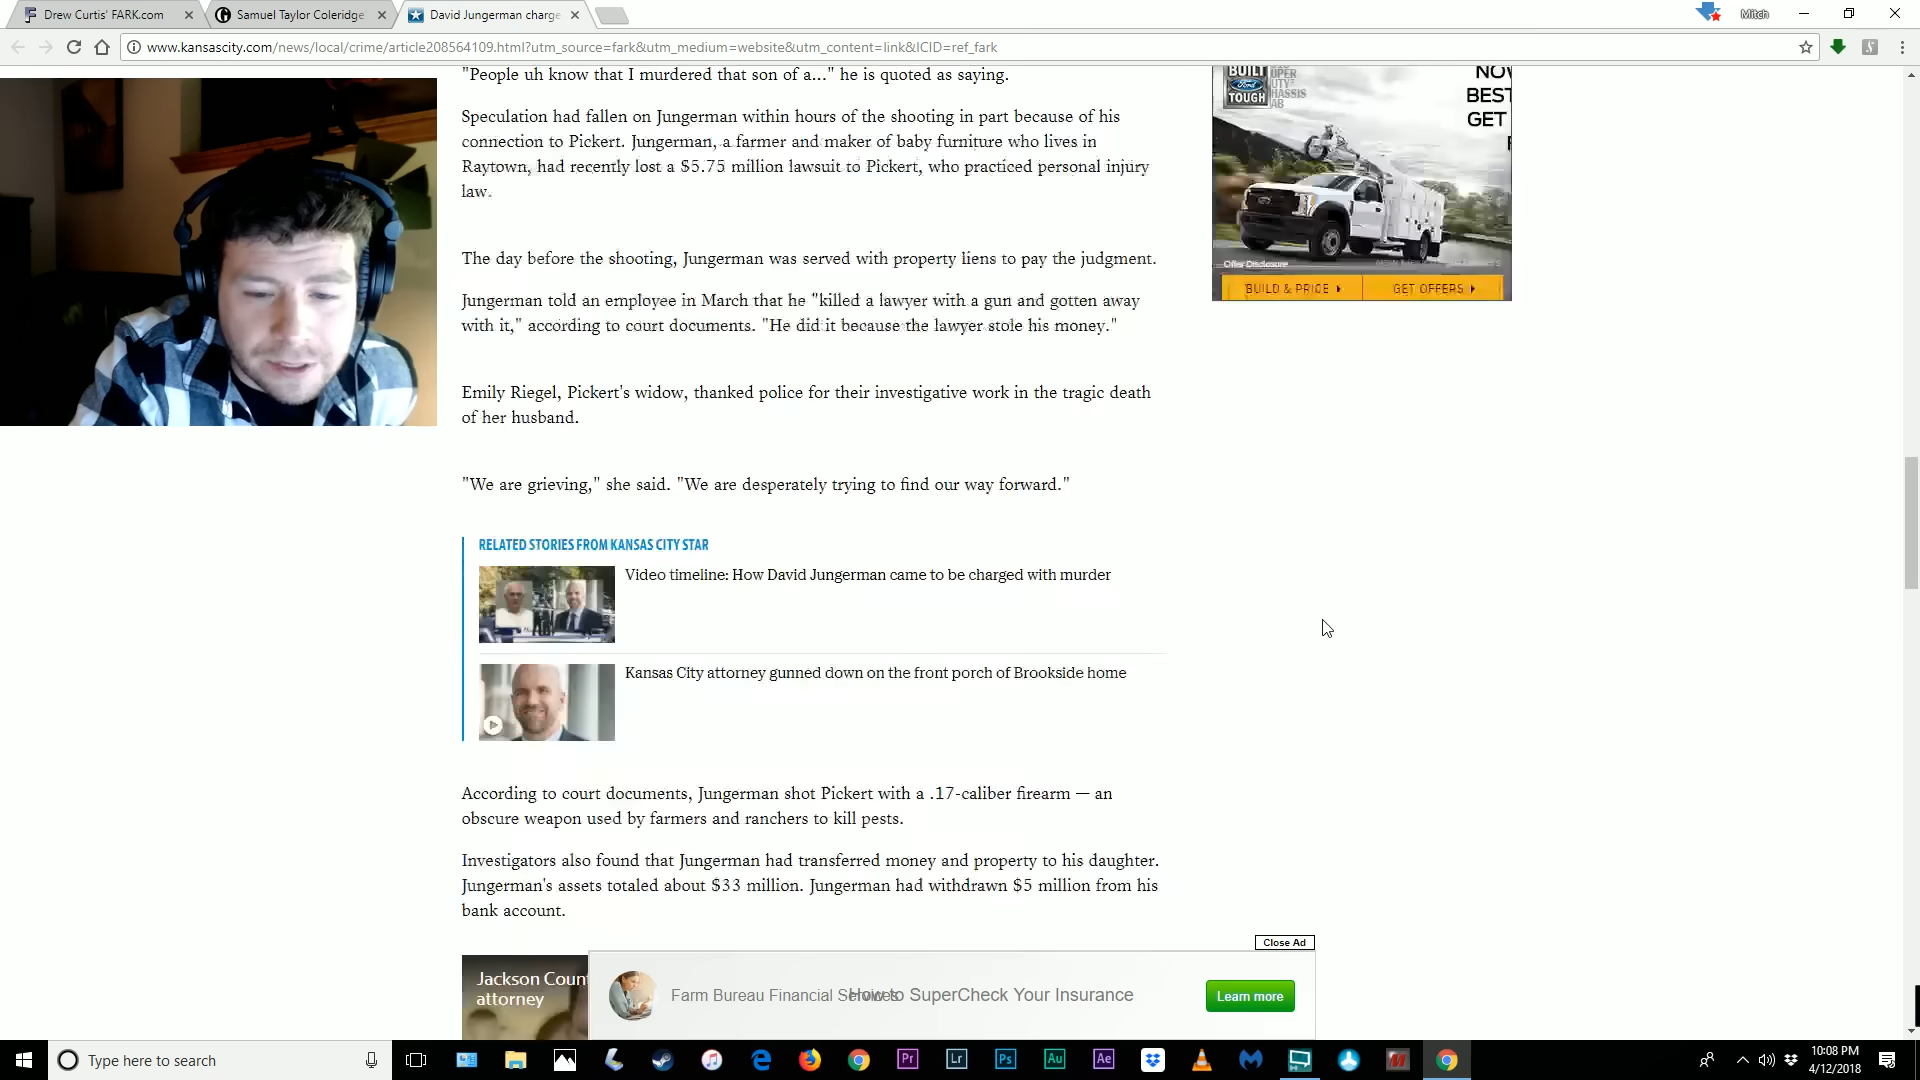 Drew Curtis' FARK.com
Samuel Taylor Coleridge
David Jungerman charge
Mitch
www.kansascity.com/news/local/crime/article208564109.html?utm_source=fark&utm_medium=website&utm_content=link&ICID=ref_fark
"People uh know that I murdered that son of a..." he is quoted as saying.
Speculation had fallen on Jungerman within hours of the shooting in part because of his
connection to Pickert. Jungerman, a farmer and maker of baby furniture who lives in
Raytown, had recently lost a $5.75 million lawsuit to Pickert, who practiced personal injury
law.
The day before the shooting, Jungerman was served with property liens to pay the judgment.
Jungerman told an employee in March that he "killed a lawyer with a gun and gotten away
with it," according to court documents. "He did it because the lawyer stole his money."
Emily Riegel, Pickert's widow, thanked police for their investigative work in the tragic death
of her husband.
"We are grieving," she said. "We are desperately trying to find our way forward."
RELATED STORIES FROM KANSAS CITY STAR
Video timeline: How David Jungerman came to be charged with murder
Kansas City attorney gunned down on the front porch of Brookside home
According to court documents, Jungerman shot Pickert with a .17-caliber firearm — an
obscure weapon used by farmers and ranchers to kill pests.
Investigators also found that Jungerman had transferred money and property to his daughter.
Jungerman's assets totaled about $33 million. Jungerman had withdrawn $5 million from his
bank account.
Jackson Coun
attorney
BUILT
Ford
TOUGH
NOW
BEST
GET
Offer Disclosure
BUILD & PRICE
GET OFFERS
Close Ad
Farm Bureau Financial
How to SuperCheck Your Insurance
Learn more
Type here to search
Pr
Lr
Ps
Au
Ae
10:08 PM
4/12/2018